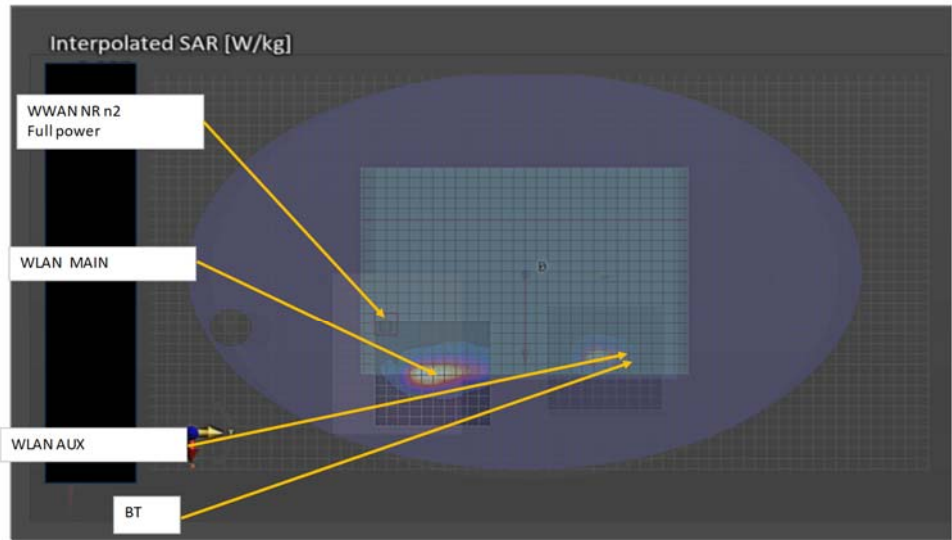 Interpolated SAR [W/kg]
WWAN NR n2
Full power
WLAN MAIN
WLAN AUX
BT